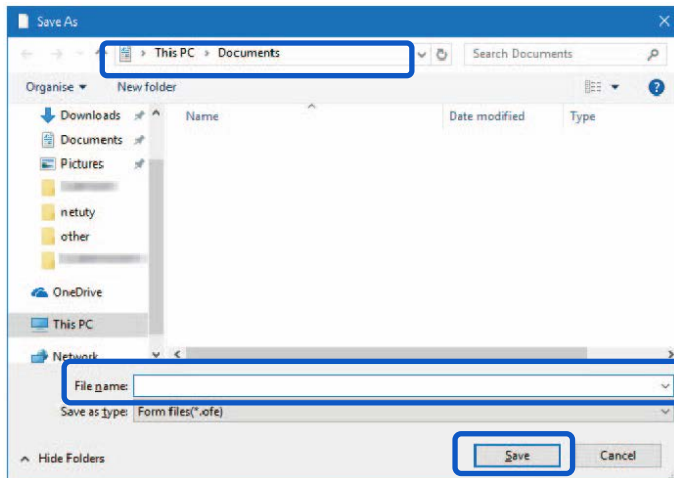 Save As
This PC > Documents
Search Documents
Organise
New folder
Downloads
Name
Date modified
Type
Documents
Pictures
netuty
other
OneDrive
This PC
Network
File name:
Save as type: Form files(*.ofe)
Hide Folders
Save
Cancel